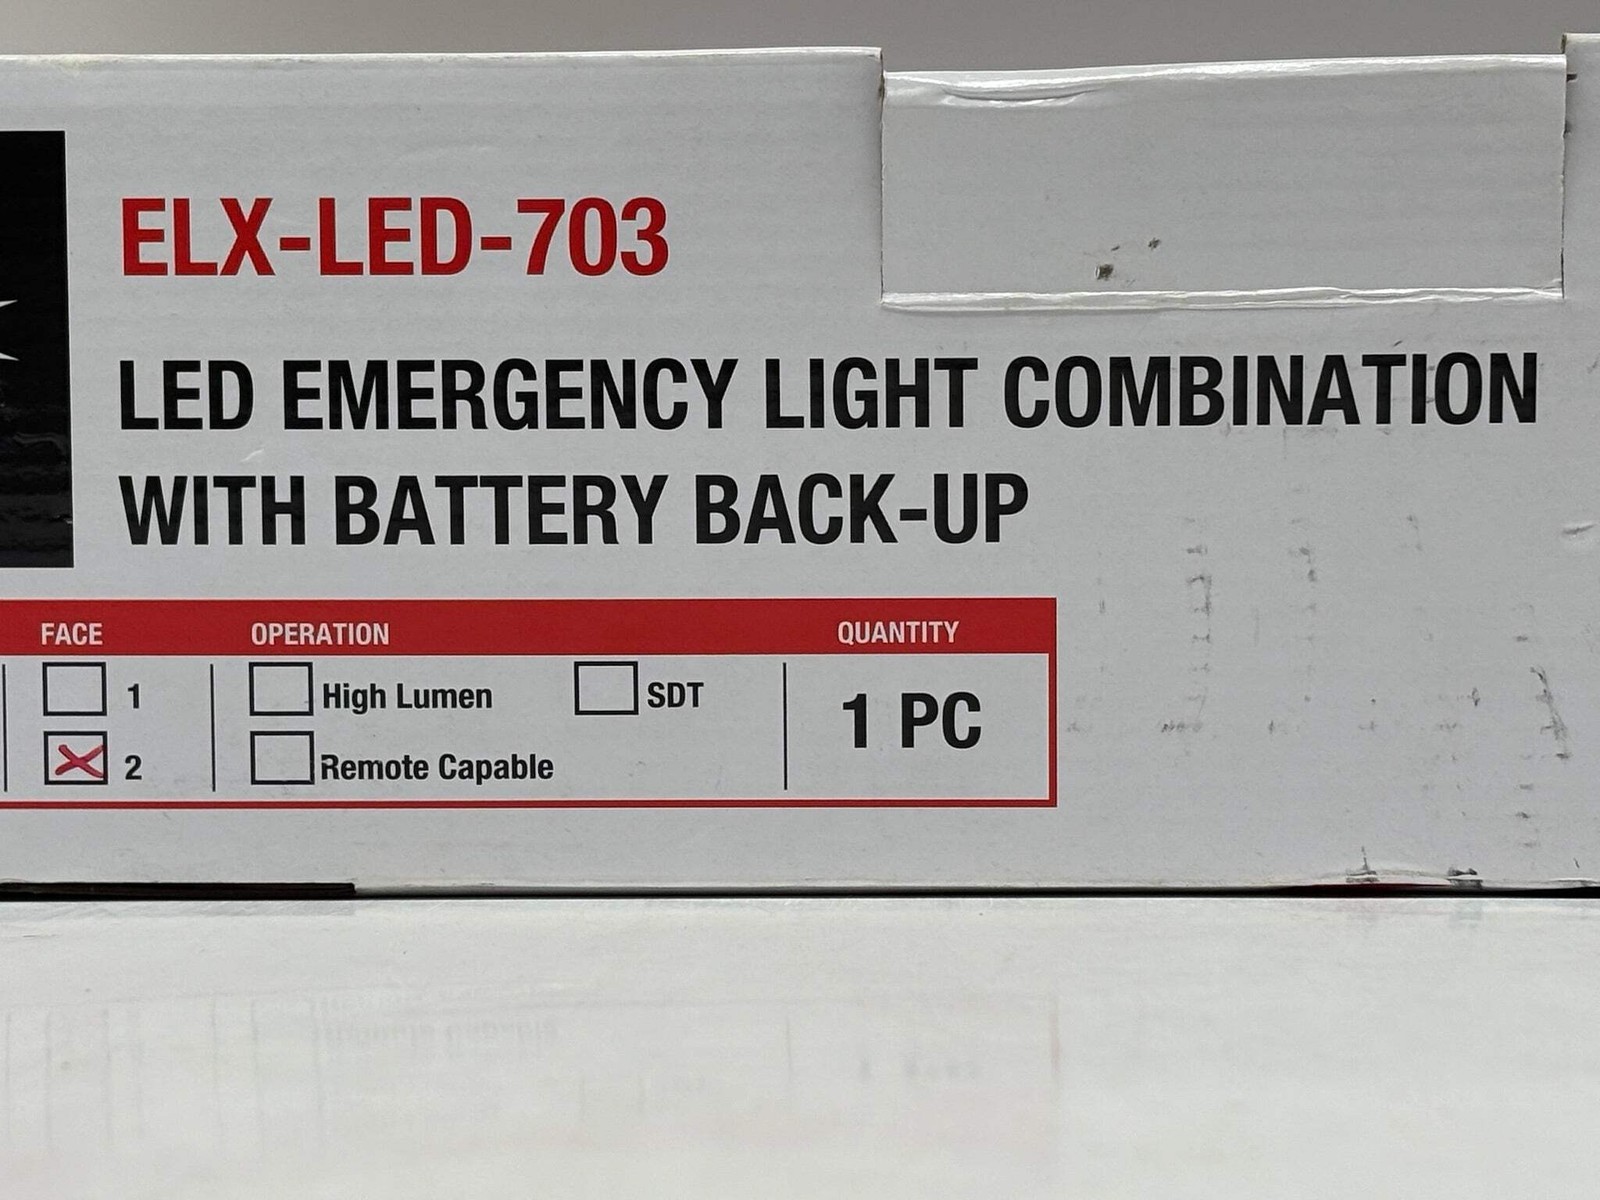 ELX-LED-703
LED EMERGENCY LIGHT COMBINATION
WITH BATTERY BACK-UP
FACE OPERATION QUANTITY
1 High Lumen SDT
1 PC
2 Remote Capable